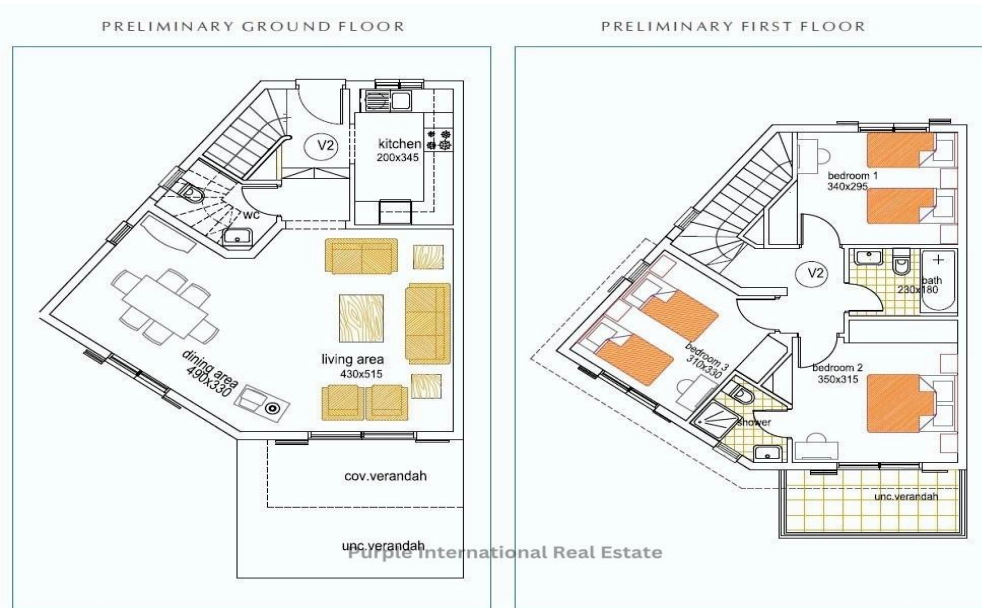 PRELIMINARY GROUND FLOOR
V2
kitchen
200x345
wc
dining area
490x330
living area
430x515
cov.verandah
unc.verandah
PRELIMINARY FIRST FLOOR
bedroom 1
340x295
V2
bath
230x180
bedroom 3
310x330
bedroom 2
350x315
shower
unc.verandah
Purple International Real Estate